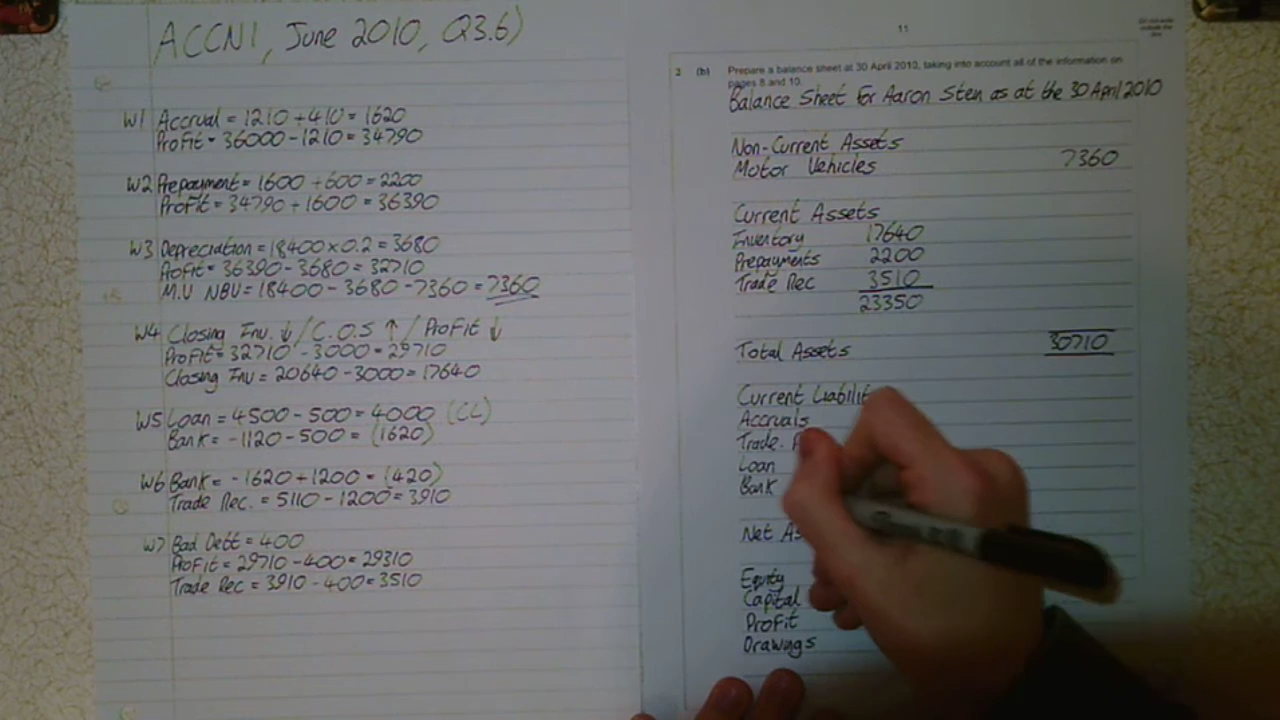 ACCN1, June 2010, Q3.b)
W1 Accrual = 1210 + 410 = 1620
Profit = 36000 - 1210 = 34790
W2 Prepayment = 1600 + 600 = 2200
Profit = 34790 + 1600 = 36390
W3 Depreciation = 18400 x 0.2 = 3680
Profit = 36390 - 3680 = 32710
M.V NBV = 18400 - 3680 - 7360 = 7360
W4 Closing Inv. ↓ / C.O.S ↑ / Profit ↓
Profit = 32710 - 3000 = 29710
Closing Inv = 20640 - 3000 = 17640
W5 Loan = 4500 - 500 = 4000 (CL)
Bank = -1120 - 500 = (1620)
W6 Bank = -1620 + 1200 = (420)
Trade Rec. = 5110 - 1200 = 3910
W7 Bad Dett = 400
Profit = 29710 - 400 = 29310
Trade Rec = 3910 - 400 = 3510
11
2 (b) Prepare a balance sheet at 30 April 2010, taking into account all of the information on
pages 8 and 10.
Balance Sheet for Aaron Sten as at the 30 April 2010
Non-Current Assets
Motor Vehicles 7360
Current Assets
Inventory 17640
Prepayments 2200
Trade Rec 3510
23350
Total Assets 30710
Current Liabilit
Accruals
Trade.
Loan
Bank
Net As
Equity
Capital
Profit
Drawings